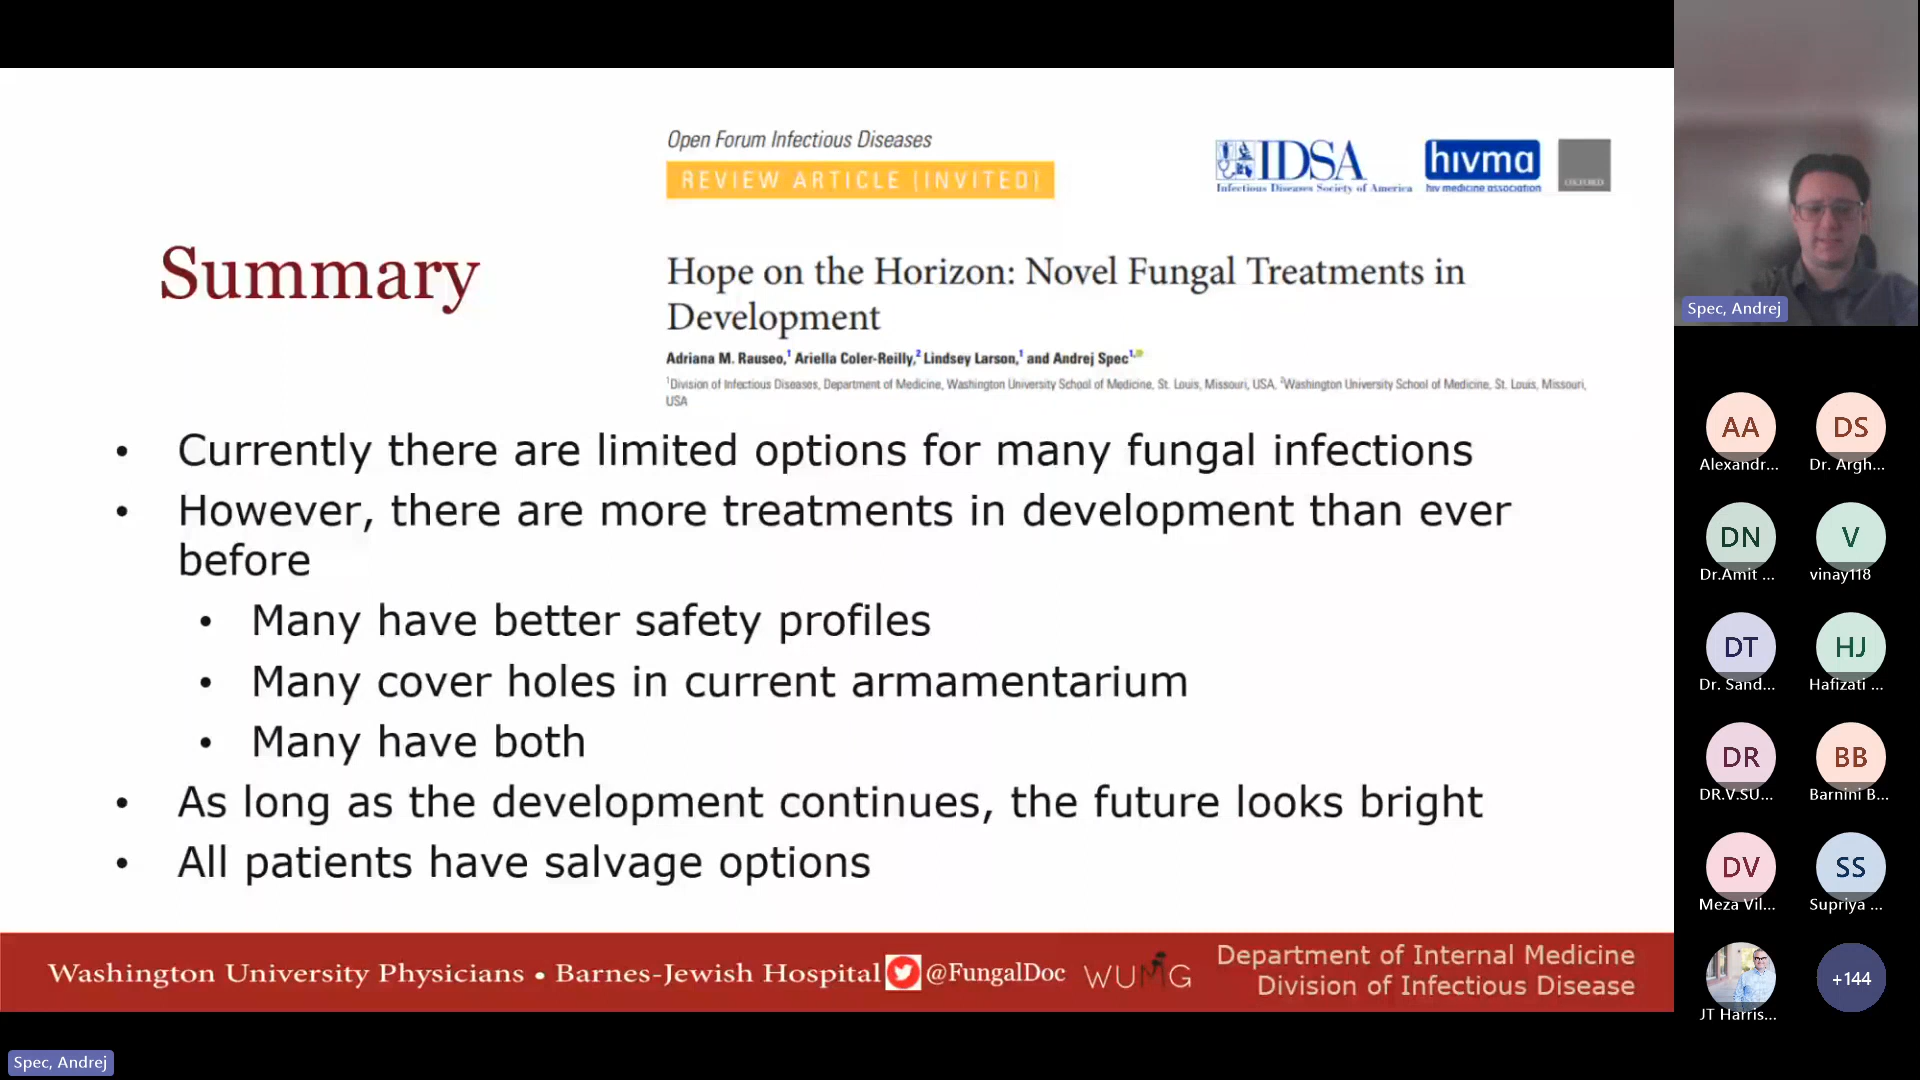 Open Forum Infectious Diseases
REVIEW ARTICLE (INVITED)
IDSA
Infectious Diseases Society of America
hivma
hiv medicine association
OXFORD
Summary
Hope on the Horizon: Novel Fungal Treatments in
Development
Adriana M. Rauseo,1 Ariella Coler-Reilly,2 Lindsey Larson,1 and Andrej Spec1,
1Division of Infectious Diseases, Department of Medicine, Washington University School of Medicine, St. Louis, Missouri, USA, 2Washington University School of Medicine, St. Louis, Missouri,
USA
• Currently there are limited options for many fungal infections
• However, there are more treatments in development than ever
before
• Many have better safety profiles
• Many cover holes in current armamentarium
• Many have both
• As long as the development continues, the future looks bright
• All patients have salvage options
Washington University Physicians • Barnes-Jewish Hospital
@FungalDoc
WUMG
Department of Internal Medicine
Division of Infectious Disease
Spec, Andrej
Spec, Andrej
AA
Alexandr...
DS
Dr. Argh...
DN
Dr.Amit ...
V
vinay118
DT
Dr. Sand...
HJ
Hafizati ...
DR
DR.V.SU...
BB
Barnini B...
DV
Meza Vil...
SS
Supriya ...
JT Harris...
+144